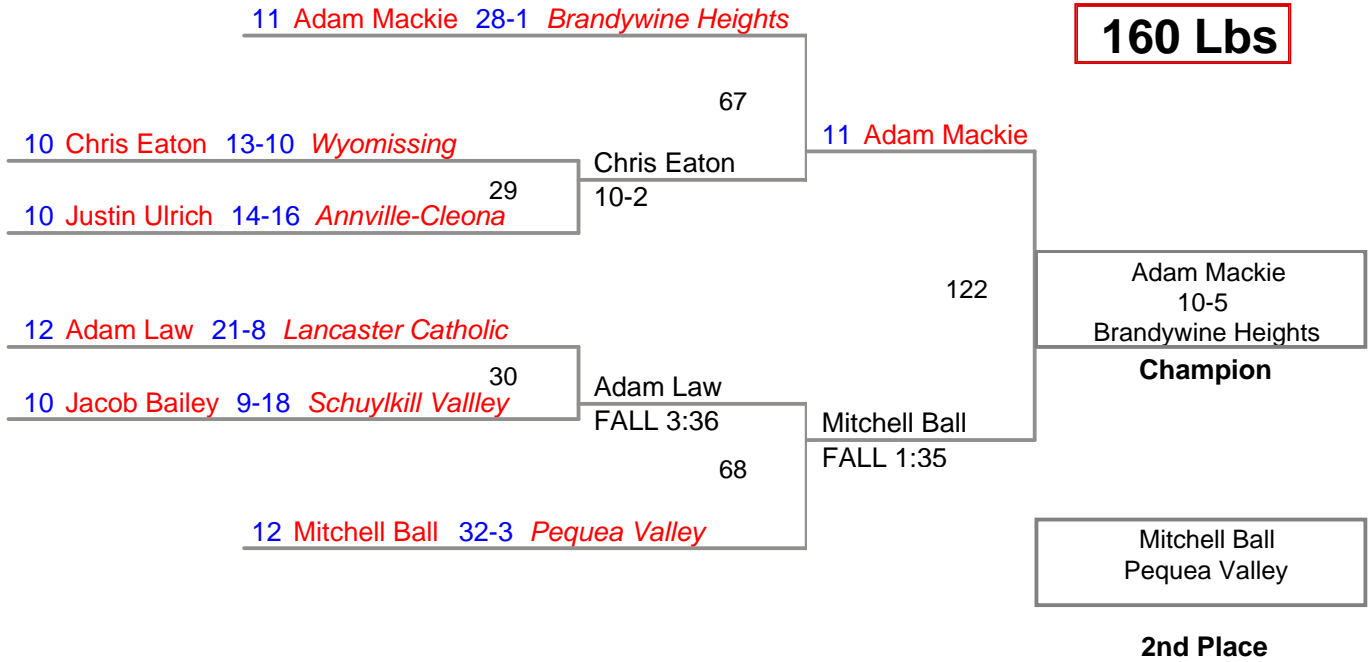 11 Adam Mackie 28-1 Brandywine Heights
160 Lbs
67
10 Chris Eaton 13-10 Wyomissing
11 Adam Mackie
Chris Eaton
29
10-2
10 Justin Ulrich 14-16 Annville-Cleona
122
Adam Mackie
10-5
Brandywine Heights
Champion
12 Adam Law 21-8 Lancaster Catholic
30
Adam Law
10 Jacob Bailey 9-18 Schuylkill Vallley
FALL 3:36
Mitchell Ball
FALL 1:35
68
12 Mitchell Ball 32-3 Pequea Valley
Mitchell Ball
Pequea Valley
2nd Place